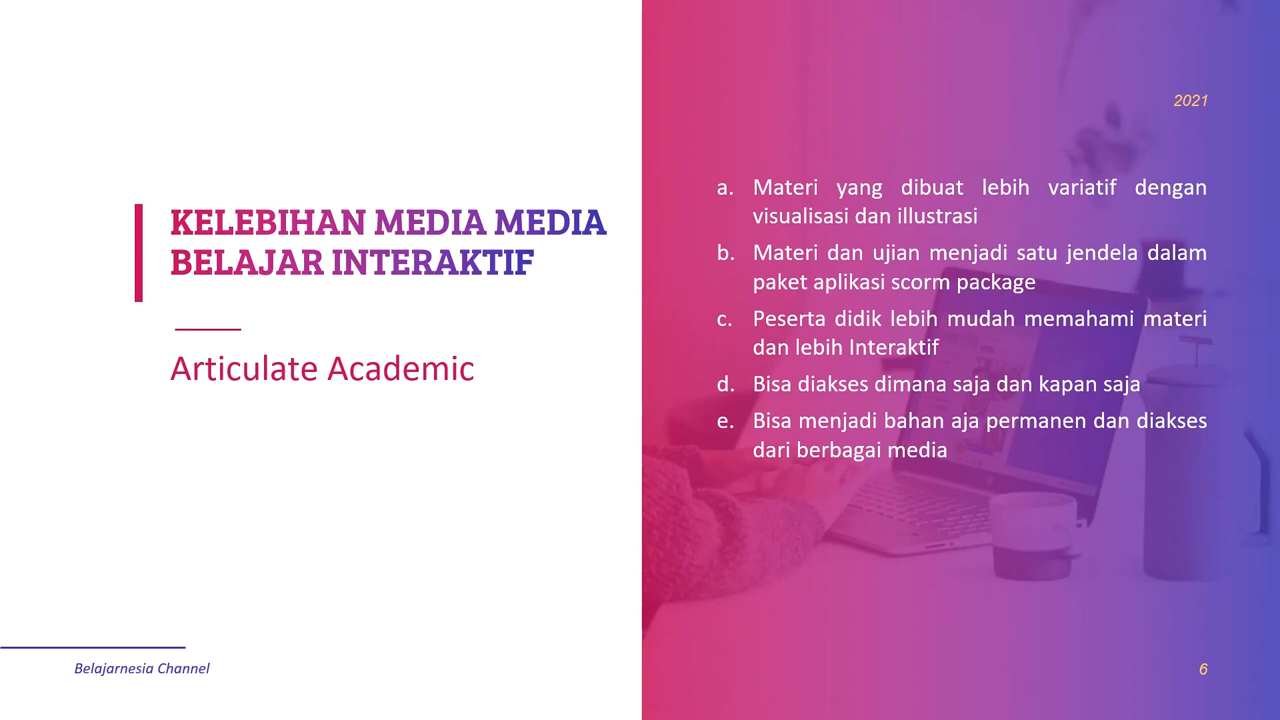 KELEBIHAN MEDIA MEDIA
BELAJAR INTERAKTIF
Articulate Academic
Belajarnesia Channel
2021
a. Materi yang dibuat lebih variatif dengan
visualisasi dan illustrasi
b. Materi dan ujian menjadi satu jendela dalam
paket aplikasi scorm package
c. Peserta didik lebih mudah memahami materi
dan lebih Interaktif
d. Bisa diakses dimana saja dan kapan saja
e. Bisa menjadi bahan aja permanen dan diakses
dari berbagai media
6